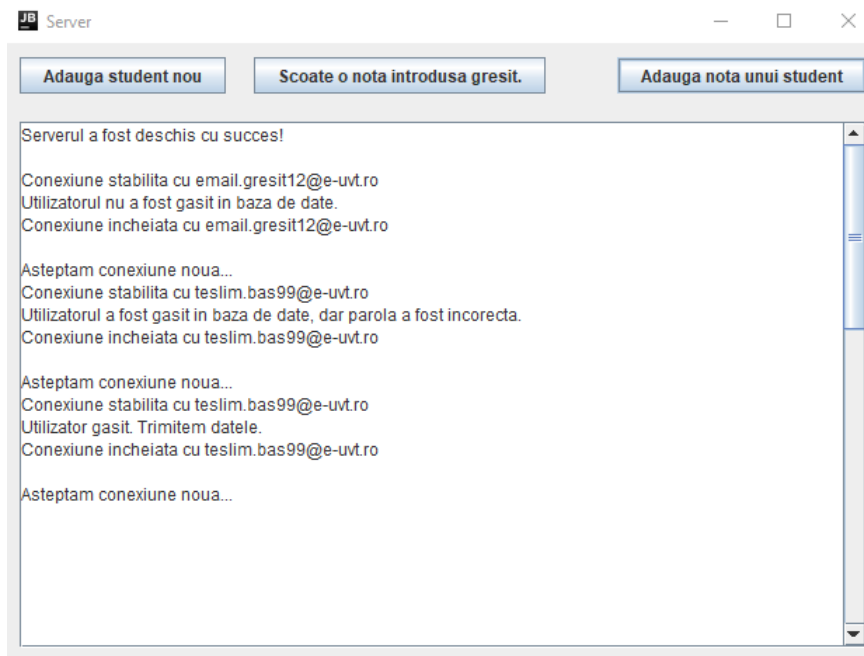 JB Server
Adauga student nou
Scoate o nota introdusa gresit.
Adauga nota unui student
Serverul a fost deschis cu succes!
Conexiune stabilita cu email.gresit12@e-uvt.ro
Utilizatorul nu a fost gasit in baza de date.
Conexiune incheiata cu email.gresit12@e-uvt.ro
Asteptam conexiune noua...
Conexiune stabilita cu teslim.bas99@e-uvt.ro
Utilizatorul a fost gasit in baza de date, dar parola a fost incorecta.
Conexiune incheiata cu teslim.bas99@e-uvt.ro
Asteptam conexiune noua...
Conexiune stabilita cu teslim.bas99@e-uvt.ro
Utilizator gasit. Trimitem datele.
Conexiune incheiata cu teslim.bas99@e-uvt.ro
Asteptam conexiune noua...